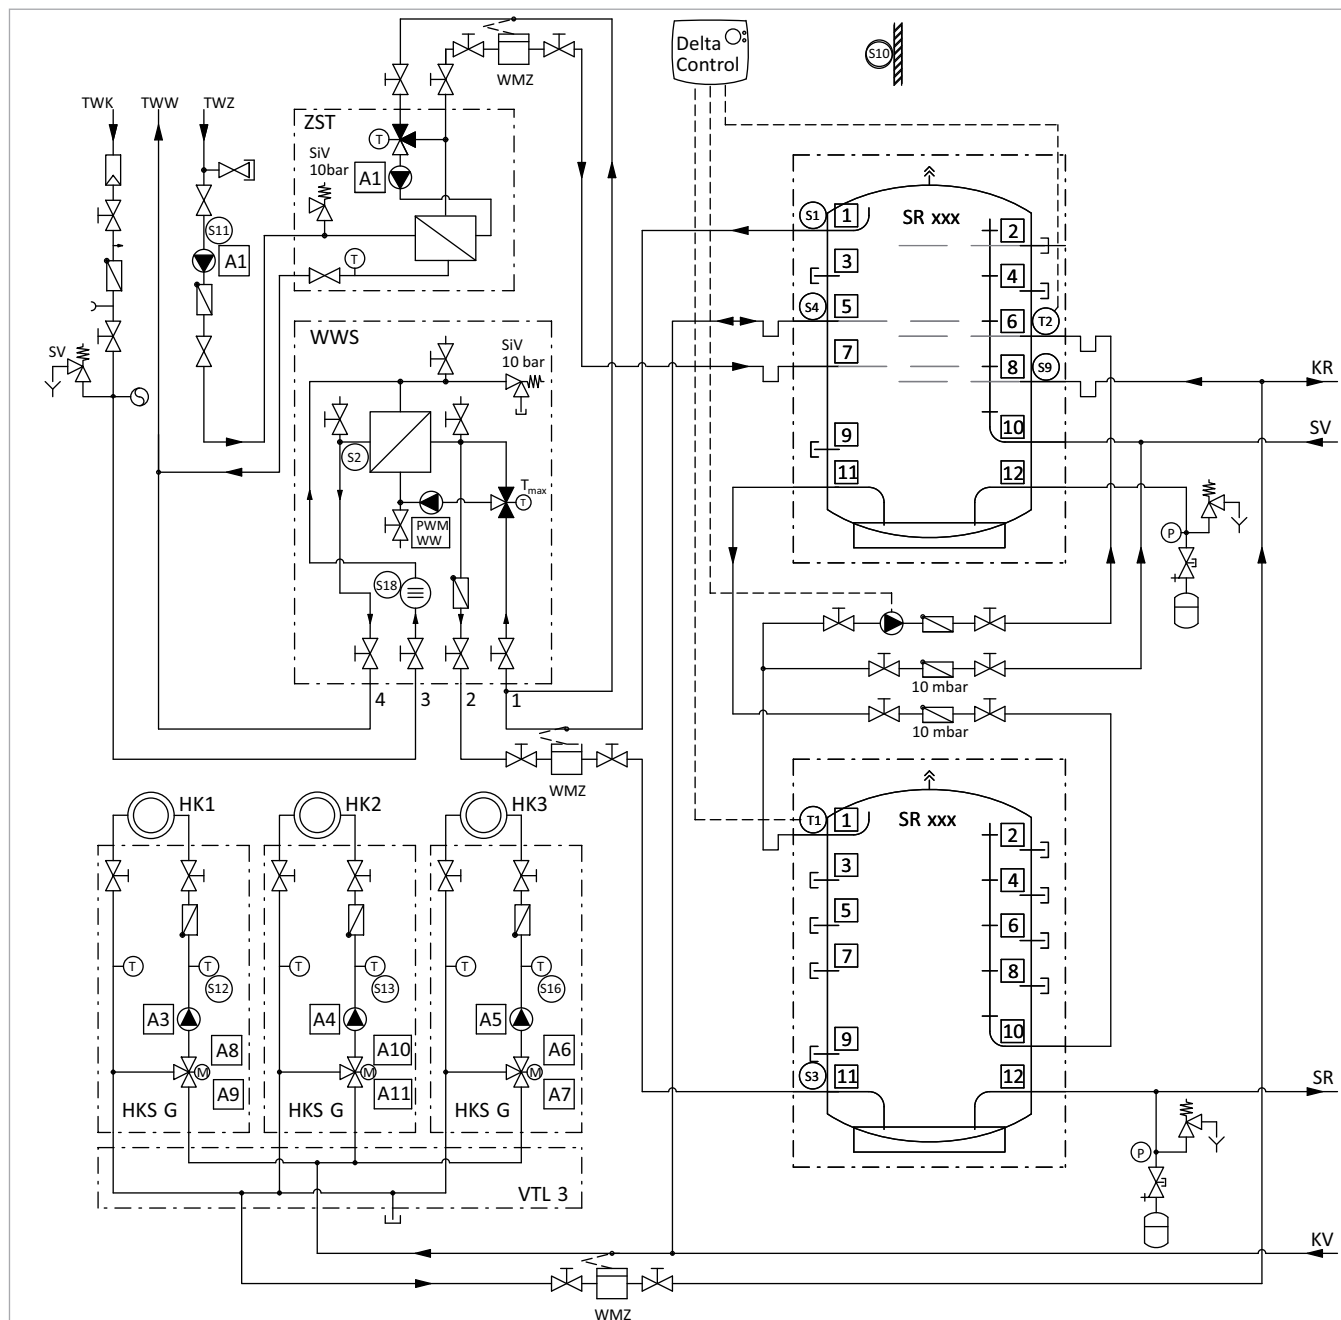 Delta
Control
S10
WMZ
TWK
TWW
TWZ
ZST
T
SiV
10bar
A1
S11
A1
T
S1
1
SR xxx
2
3
4
S4
5
6
T2
7
8
S9
9
10
11
12
KR
SV
P
WWS
SiV
10 bar
SV
S2
Tmax
T
PWM
WW
S18
4
3
2
1
WMZ
10 mbar
10 mbar
HK1
HK2
HK3
T
T
S12
T
T
S13
T
T
S16
A3
A8
M
A9
HKS G
A4
A10
M
A11
HKS G
A5
A6
M
A7
HKS G
VTL 3
T1
1
SR xxx
2
3
4
5
6
7
8
9
10
S3
11
12
SR
P
KV
WMZ